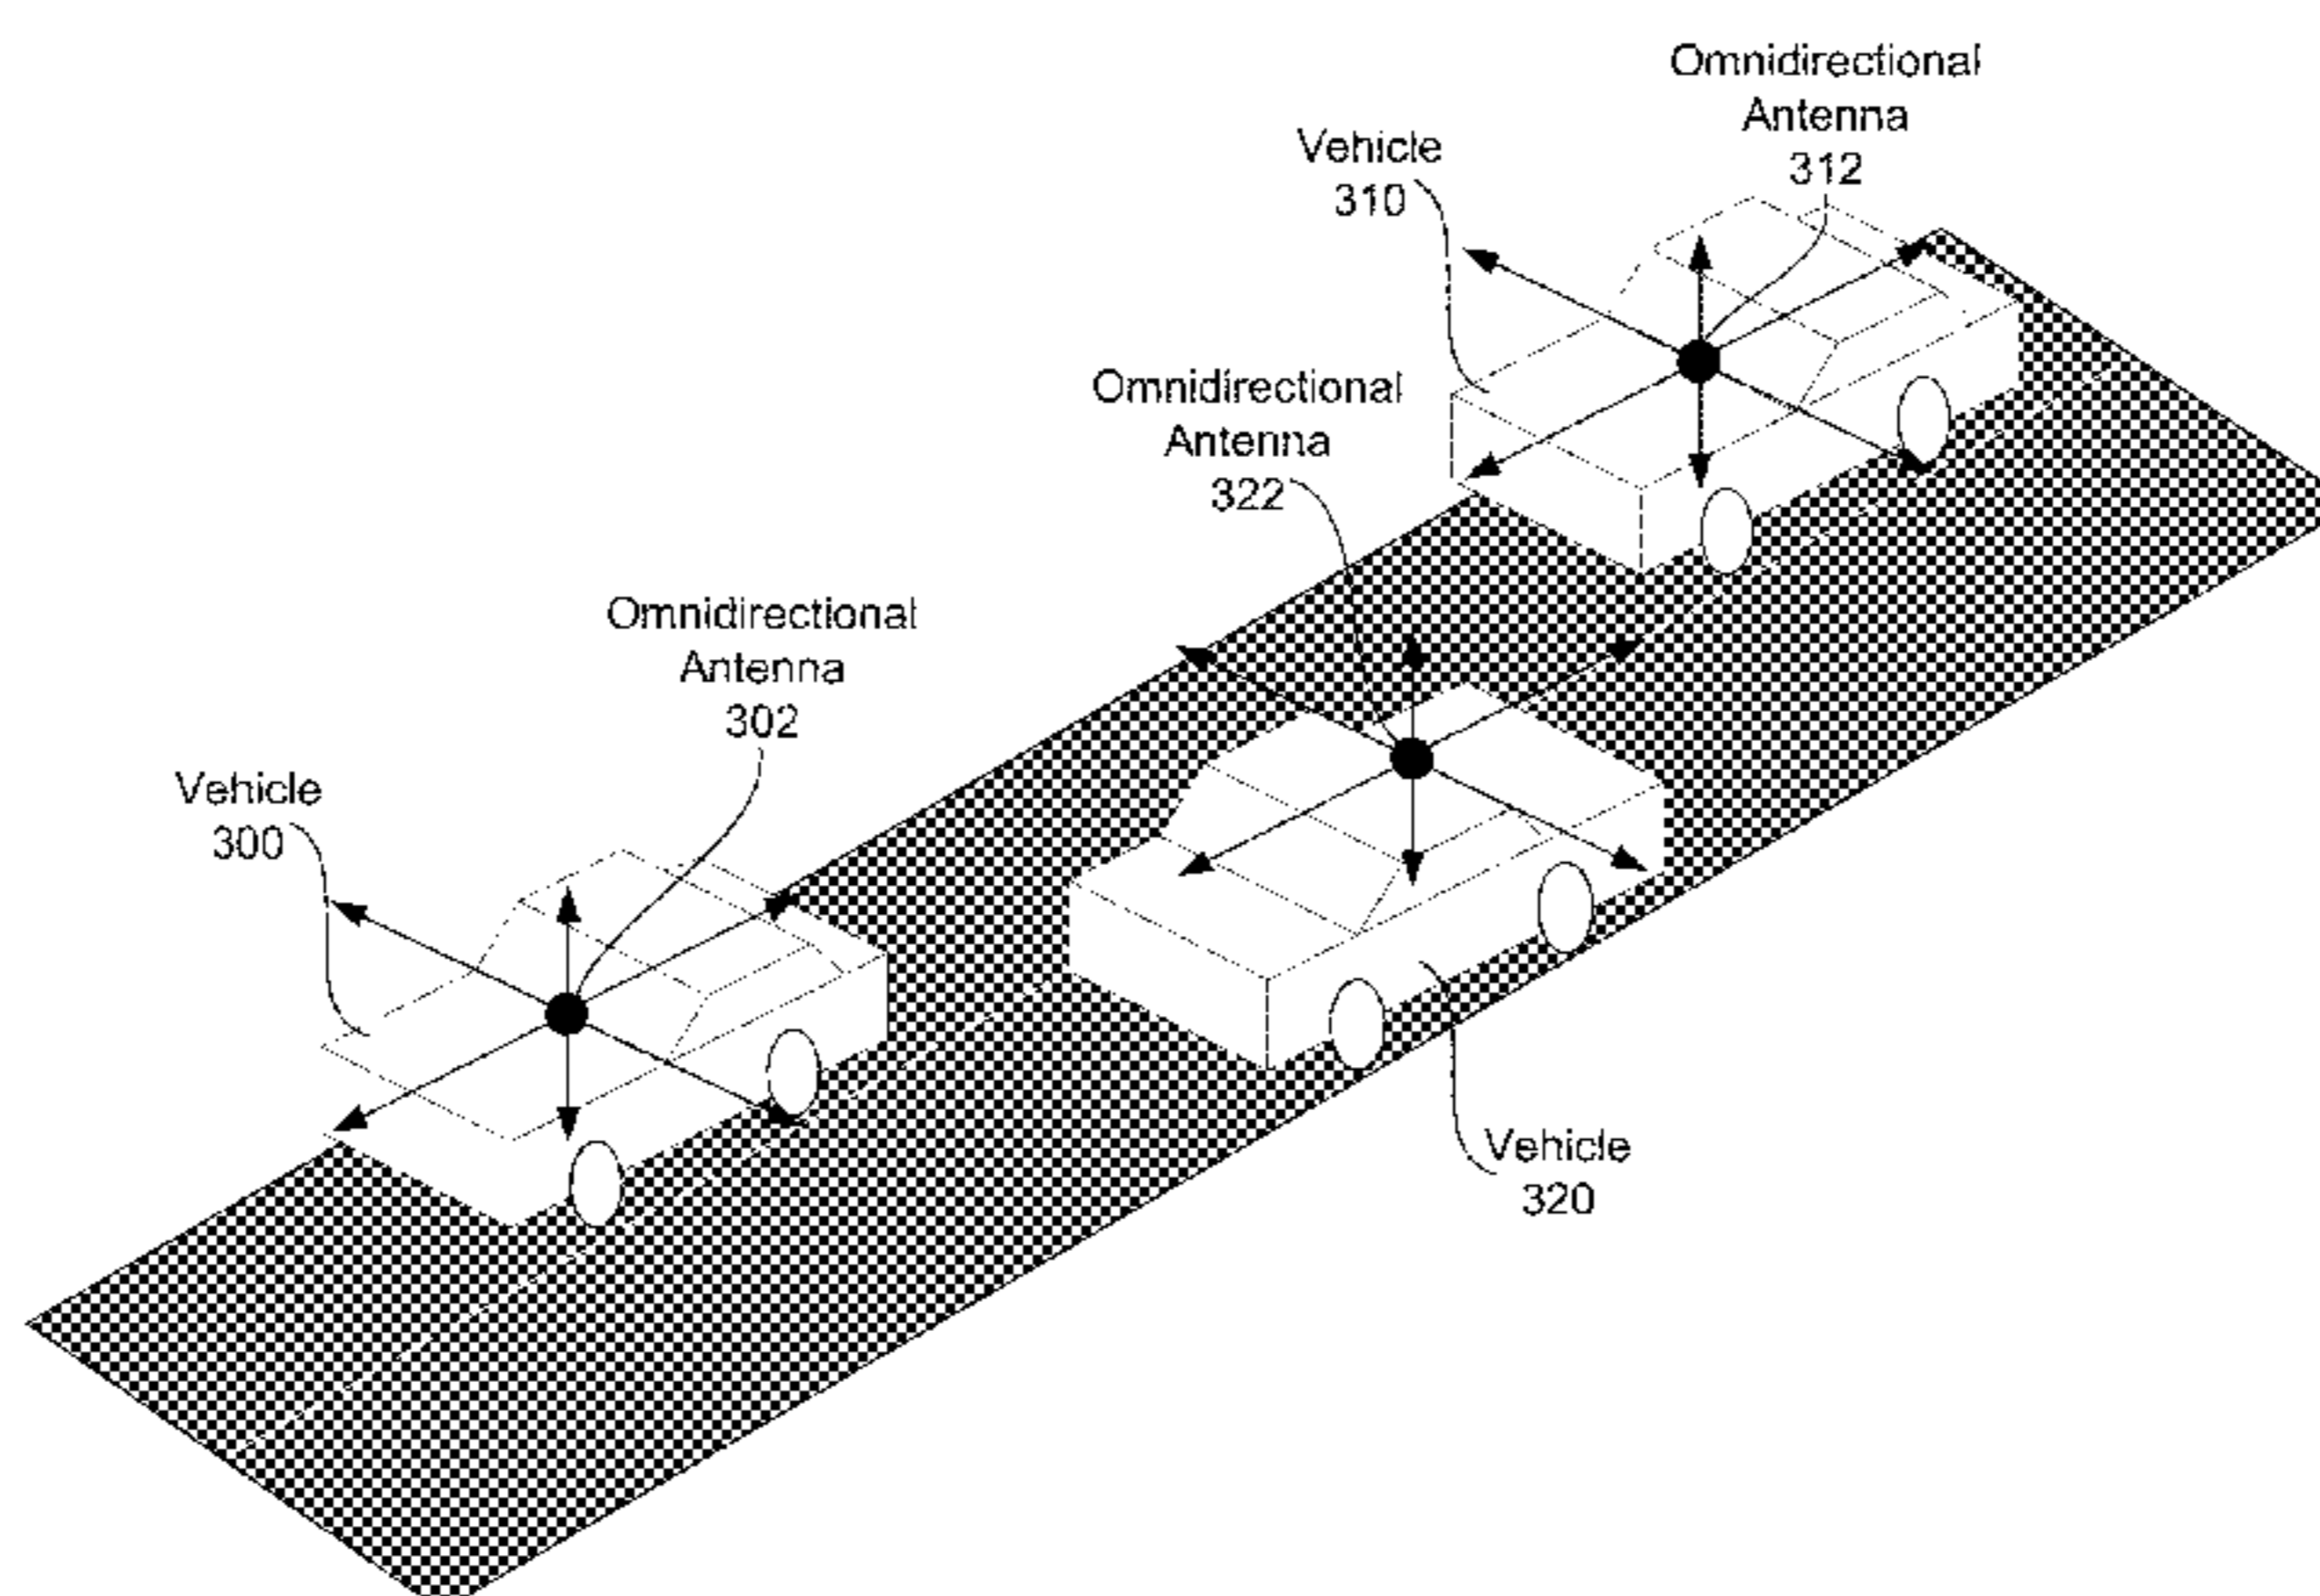 Omnidirectional
Antenna
312
Vehicle
310
Omnidirectional
Antenna
322
Omnidirectional
Antenna
302
Vehicle
300
Vehicle
320